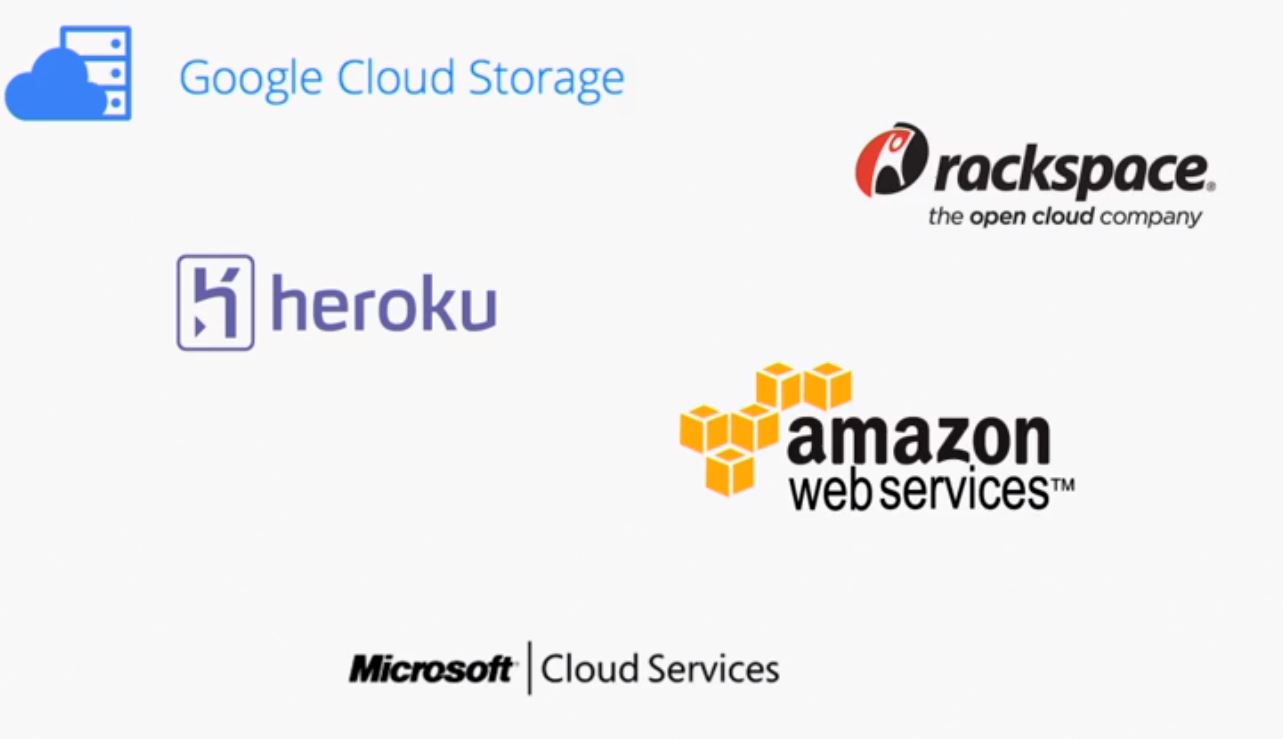 Google Cloud Storage
rackspace®
the open cloud company
heroku
amazon
web services™
Microsoft | Cloud Services